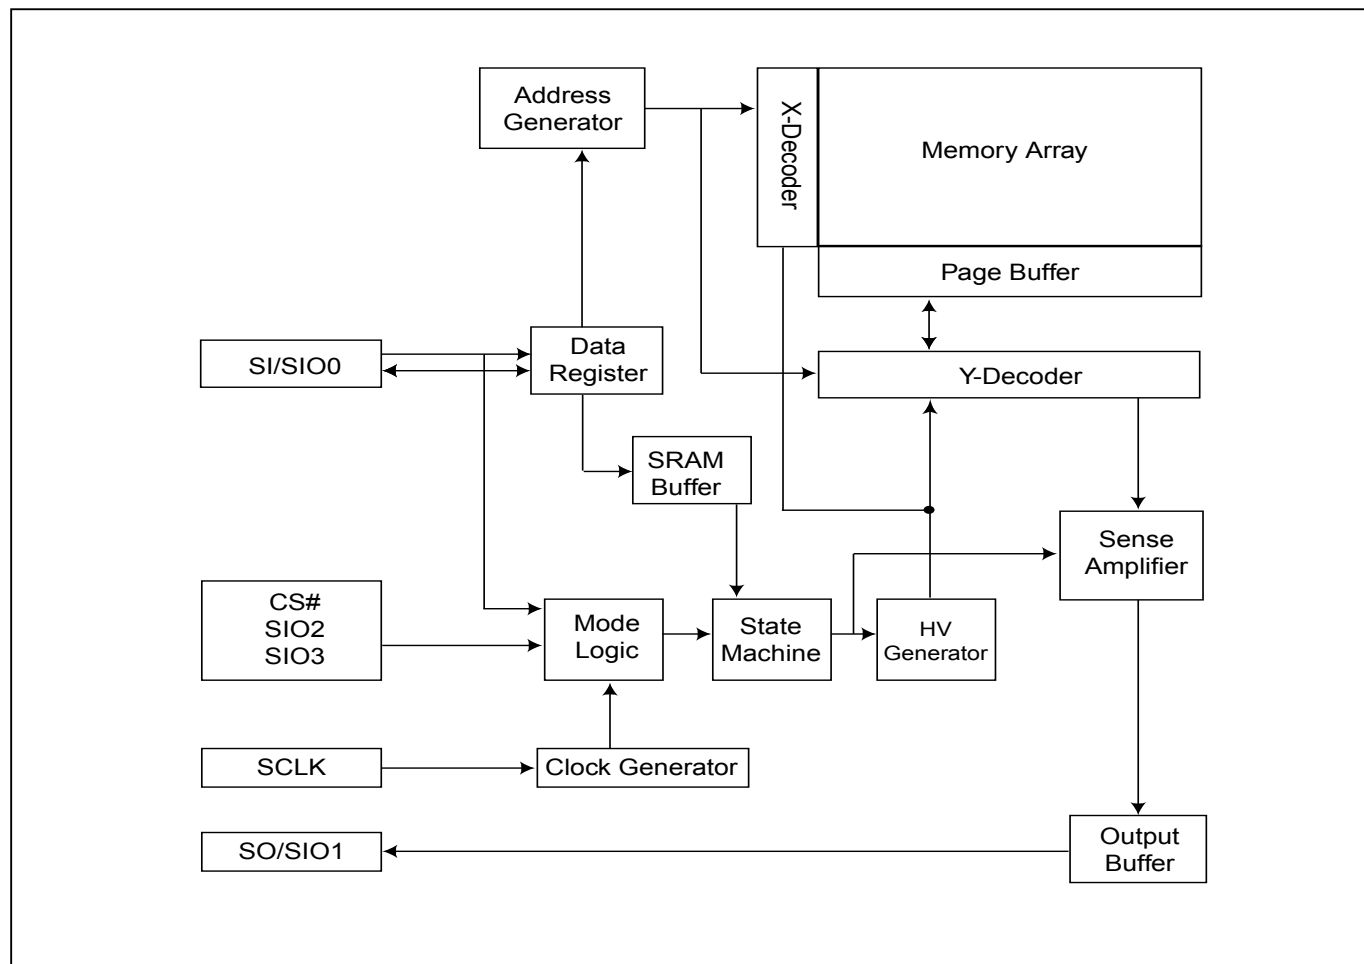 Address
Generator
X-Decoder
Memory Array
Page Buffer
SI/SIO0
Data
Register
Y-Decoder
SRAM
Buffer
Sense
Amplifier
CS#
SIO2
SIO3
Mode
Logic
State
Machine
HV
Generator
SCLK
Clock Generator
SO/SIO1
Output
Buffer